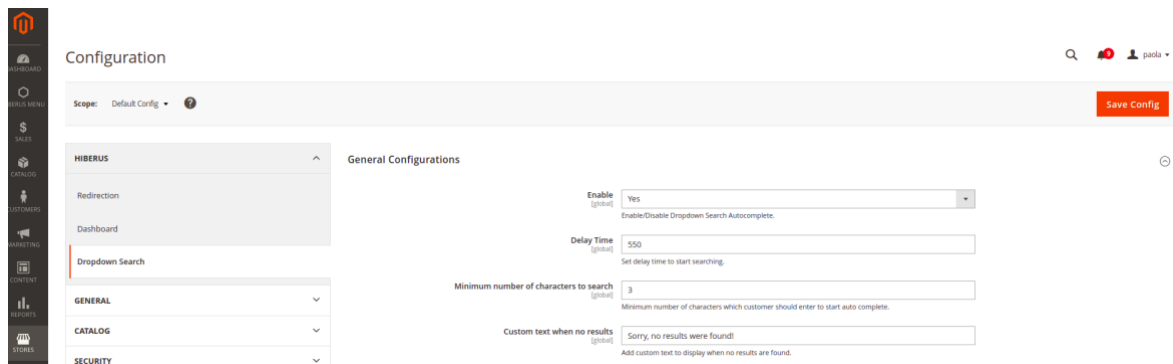 Configuration
9
paola
DASHBOARD
Scope: Default Config ?
Save Config
SALES
HIBERUS
General Configurations
CATALOG
Redirection
Enable
[global]
Yes
Enable/Disable Dropdown Search Autocomplete.
CUSTOMERS
Dashboard
MARKETING
Delay Time
[global]
550
Set delay time to start searching.
Dropdown Search
CONTENT
Minimum number of characters to search
[global]
3
Minimum number of characters which customer should enter to start auto complete.
GENERAL
REPORTS
CATALOG
Custom text when no results
[global]
Sorry, no results were found!
Add custom text to display when no results are found.
STORES
SECURITY